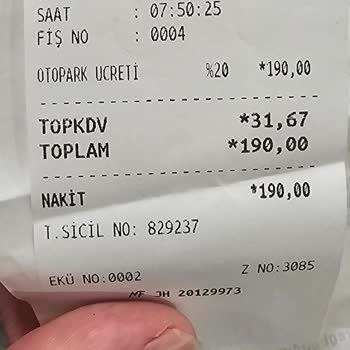 SAAT : 07:50:25
FİŞ NO : 0004
OTOPARK UCRETİ %20 *190,00
TOPKDV *31,67
TOPLAM *190,00
NAKİT *190,00
T.SİCİL NO: 829237
EKÜ NO:0002 Z NO:3085
MF JH 20129973